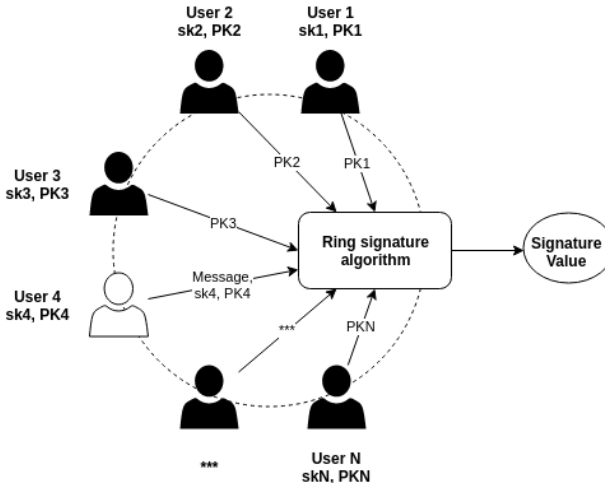 User 2
sk2, PK2
User 1
sk1, PK1
PK2
PK1
User 3
sk3, PK3
PK3
Ring signature
algorithm
Signature
Value
User 4
sk4, PK4
Message,
sk4, PK4
***
PKN
***
User N
skN, PKN